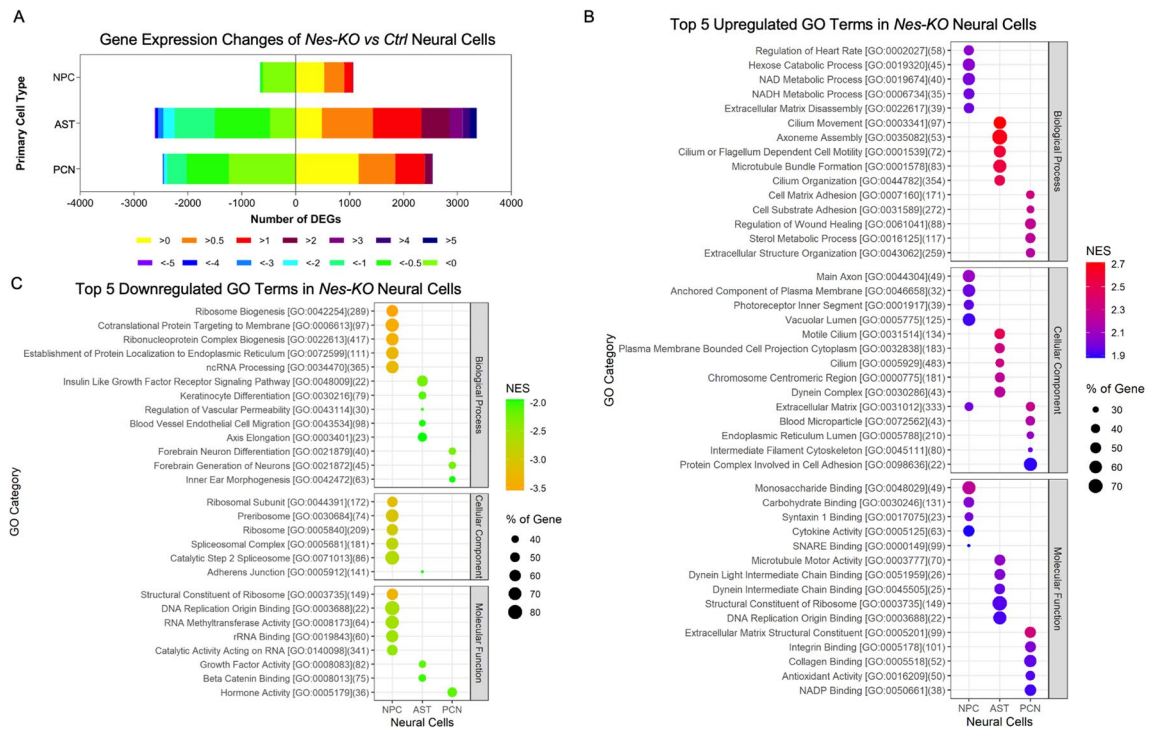 A
Gene Expression Changes of Nes-KO vs Ctrl Neural Cells
Primary Cell Type
NPC
AST
PCN
-4000 -3000 -2000 -1000 0 1000 2000 3000 4000
Number of DEGs
>0 >0.5 >1 >2 >3 >4 >5
<-5 <-4 <-3 <-2 <-1 <-0.5 <0
B
Top 5 Upregulated GO Terms in Nes-KO Neural Cells
GO Category
Regulation of Heart Rate [GO:0002027](58)
Hexose Catabolic Process [GO:0019320](45)
NAD Metabolic Process [GO:0019674](40)
NADH Metabolic Process [GO:0006734](35)
Extracellular Matrix Disassembly [GO:0022617](39)
Cilium Movement [GO:0003341](97)
Axoneme Assembly [GO:0035082](53)
Cilium or Flagellum Dependent Cell Motility [GO:0001539](72)
Microtubule Bundle Formation [GO:0001578](83)
Cilium Organization [GO:0044782](354)
Cell Matrix Adhesion [GO:0007160](171)
Cell Substrate Adhesion [GO:0031589](272)
Regulation of Wound Healing [GO:0061041](88)
Sterol Metabolic Process [GO:0016125](117)
Extracellular Structure Organization [GO:0043062](259)
Biological Process
Main Axon [GO:0044304](49)
Anchored Component of Plasma Membrane [GO:0046658](32)
Photoreceptor Inner Segment [GO:0001917](39)
Vacuolar Lumen [GO:0005775](125)
Motile Cilium [GO:0031514](134)
Plasma Membrane Bounded Cell Projection Cytoplasm [GO:0032838](183)
Cilium [GO:0005929](483)
Chromosome Centromeric Region [GO:0000775](181)
Dynein Complex [GO:0030286](43)
Extracellular Matrix [GO:0031012](333)
Blood Microparticle [GO:0072562](43)
Endoplasmic Reticulum Lumen [GO:0005788](210)
Intermediate Filament Cytoskeleton [GO:0045111](80)
Protein Complex Involved in Cell Adhesion [GO:0098636](22)
Cellular Component
Monosaccharide Binding [GO:0048029](49)
Carbohydrate Binding [GO:0030246](131)
Syntaxin 1 Binding [GO:0017075](23)
Cytokine Activity [GO:0005125](63)
SNARE Binding [GO:0000149](99)
Microtubule Motor Activity [GO:0003777](70)
Dynein Light Intermediate Chain Binding [GO:0051959](26)
Dynein Intermediate Chain Binding [GO:0045505](25)
Structural Constituent of Ribosome [GO:0003735](149)
DNA Replication Origin Binding [GO:0003688](22)
Extracellular Matrix Structural Constituent [GO:0005201](99)
Integrin Binding [GO:0005178](101)
Collagen Binding [GO:0005518](52)
Antioxidant Activity [GO:0016209](50)
NADP Binding [GO:0050661](38)
Molecular Function
NPC AST PCN
Neural Cells
NES
2.7
2.5
2.3
2.1
1.9
% of Gene
30
40
50
60
70
C
Top 5 Downregulated GO Terms in Nes-KO Neural Cells
GO Category
Ribosome Biogenesis [GO:0042254](289)
Cotranslational Protein Targeting to Membrane [GO:0006613](97)
Ribonucleoprotein Complex Biogenesis [GO:0022613](417)
Establishment of Protein Localization to Endoplasmic Reticulum [GO:0072599](111)
ncRNA Processing [GO:0034470](365)
Insulin Like Growth Factor Receptor Signaling Pathway [GO:0048009](22)
Keratinocyte Differentiation [GO:0030216](79)
Regulation of Vascular Permeability [GO:0043114](30)
Blood Vessel Endothelial Cell Migration [GO:0043534](98)
Axis Elongation [GO:0003401](23)
Forebrain Neuron Differentiation [GO:0021879](40)
Forebrain Generation of Neurons [GO:0021872](45)
Inner Ear Morphogenesis [GO:0042472](63)
Biological Process
Ribosomal Subunit [GO:0044391](172)
Preribosome [GO:0030684](74)
Ribosome [GO:0005840](209)
Spliceosomal Complex [GO:0005681](181)
Catalytic Step 2 Spliceosome [GO:0071013](86)
Adherens Junction [GO:0005912](141)
Cellular Component
Structural Constituent of Ribosome [GO:0003735](149)
DNA Replication Origin Binding [GO:0003688](22)
RNA Methyltransferase Activity [GO:0008173](64)
rRNA Binding [GO:0019843](60)
Catalytic Activity Acting on RNA [GO:0140098](341)
Growth Factor Activity [GO:0008083](82)
Beta Catenin Binding [GO:0008013](75)
Hormone Activity [GO:0005179](36)
Molecular Function
NPC AST PCN
Neural Cells
NES
-2.0
-2.5
-3.0
-3.5
% of Gene
40
50
60
70
80